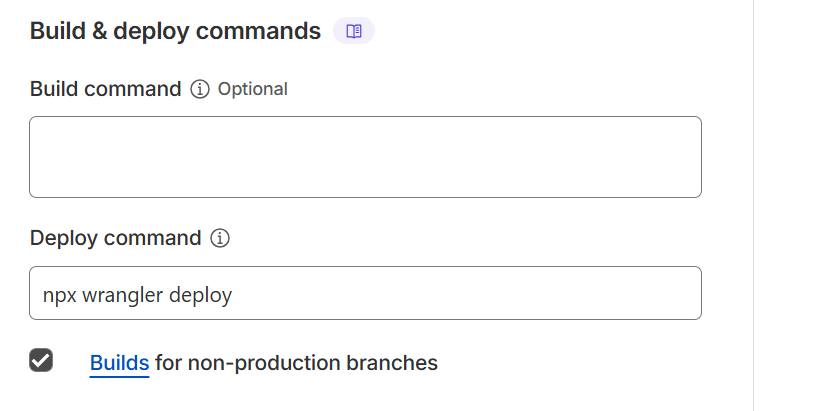 Build & deploy commands
Build command Optional
Deploy command
npx wrangler deploy
Builds for non-production branches